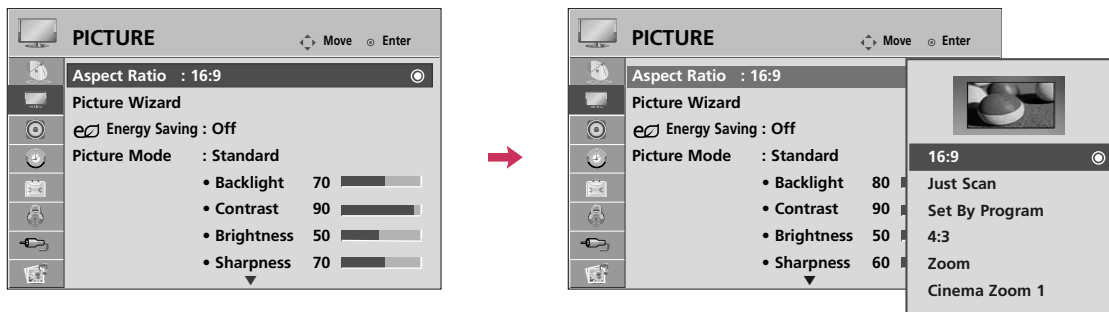 PICTURE
Move Enter
Aspect Ratio : 16:9
Picture Wizard
Energy Saving : Off
Picture Mode : Standard
• Backlight 70
• Contrast 90
• Brightness 50
• Sharpness 70
PICTURE
Move Enter
Aspect Ratio : 16:9
Picture Wizard
Energy Saving : Off
Picture Mode : Standard
• Backlight 80
• Contrast 90
• Brightness 50
• Sharpness 60
16:9
Just Scan
Set By Program
4:3
Zoom
Cinema Zoom 1